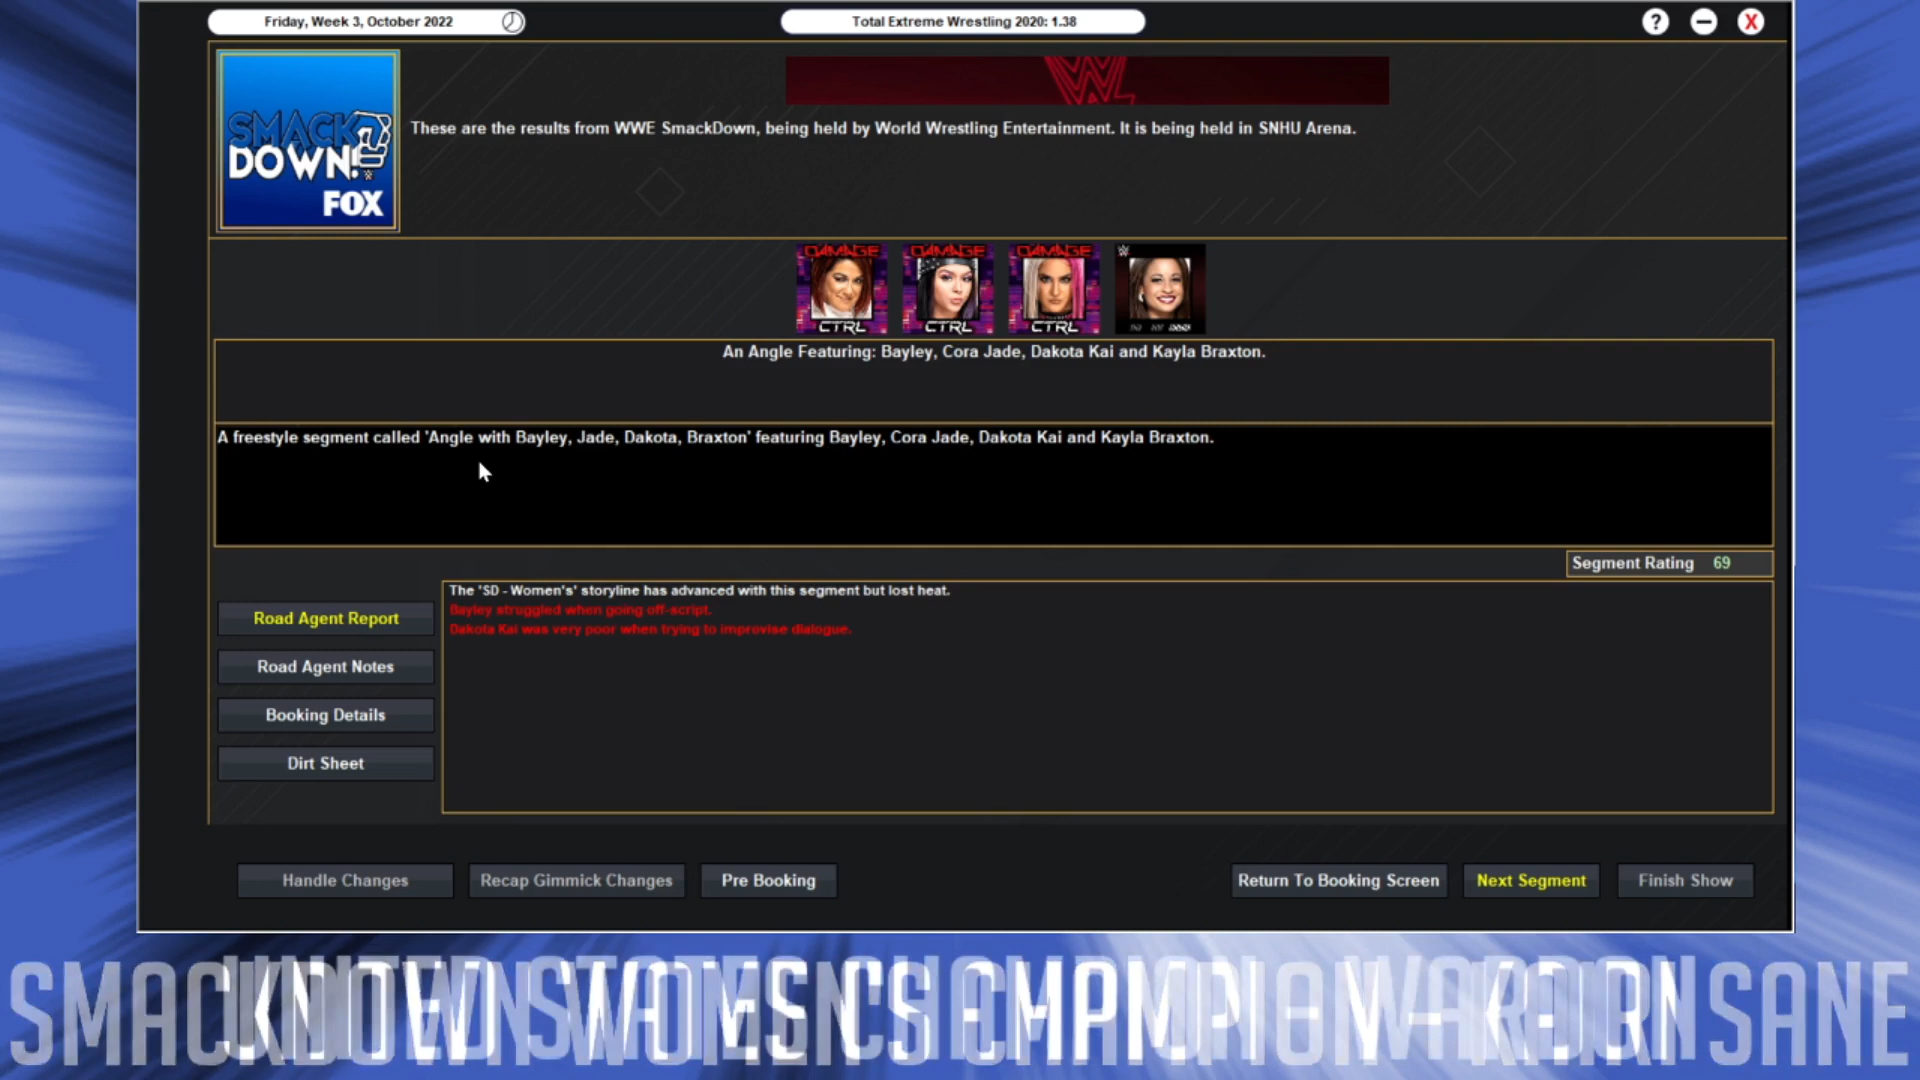 Friday, Week 3, October 2022
Total Extreme Wrestling 2020: 1.38
?
X
SMACK
DOWN!
FOX
These are the results from WWE SmackDown, being held by World Wrestling Entertainment. It is being held in SNHU Arena.
DAMAGE DAMAGE DAMAGE
CTRL CTRL CTRL
An Angle Featuring: Bayley, Cora Jade, Dakota Kai and Kayla Braxton.
A freestyle segment called 'Angle with Bayley, Jade, Dakota, Braxton' featuring Bayley, Cora Jade, Dakota Kai and Kayla Braxton.
Segment Rating 69
The 'SD - Women's' storyline has advanced with this segment but lost heat.
Bayley struggled when going off-script.
Dakota Kai was very poor when trying to improvise dialogue.
Road Agent Report
Road Agent Notes
Booking Details
Dirt Sheet
Handle Changes
Recap Gimmick Changes
Pre Booking
Return To Booking Screen
Next Segment
Finish Show